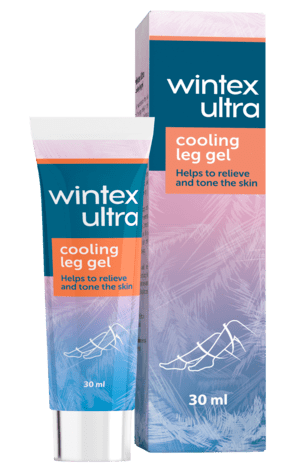 wintex
ultra
cooling
leg gel
Helps to relieve
and tone the skin
30 ml
wintex
ultra
cooling
leg gel
Helps to relieve
and tone the skin
30 ml